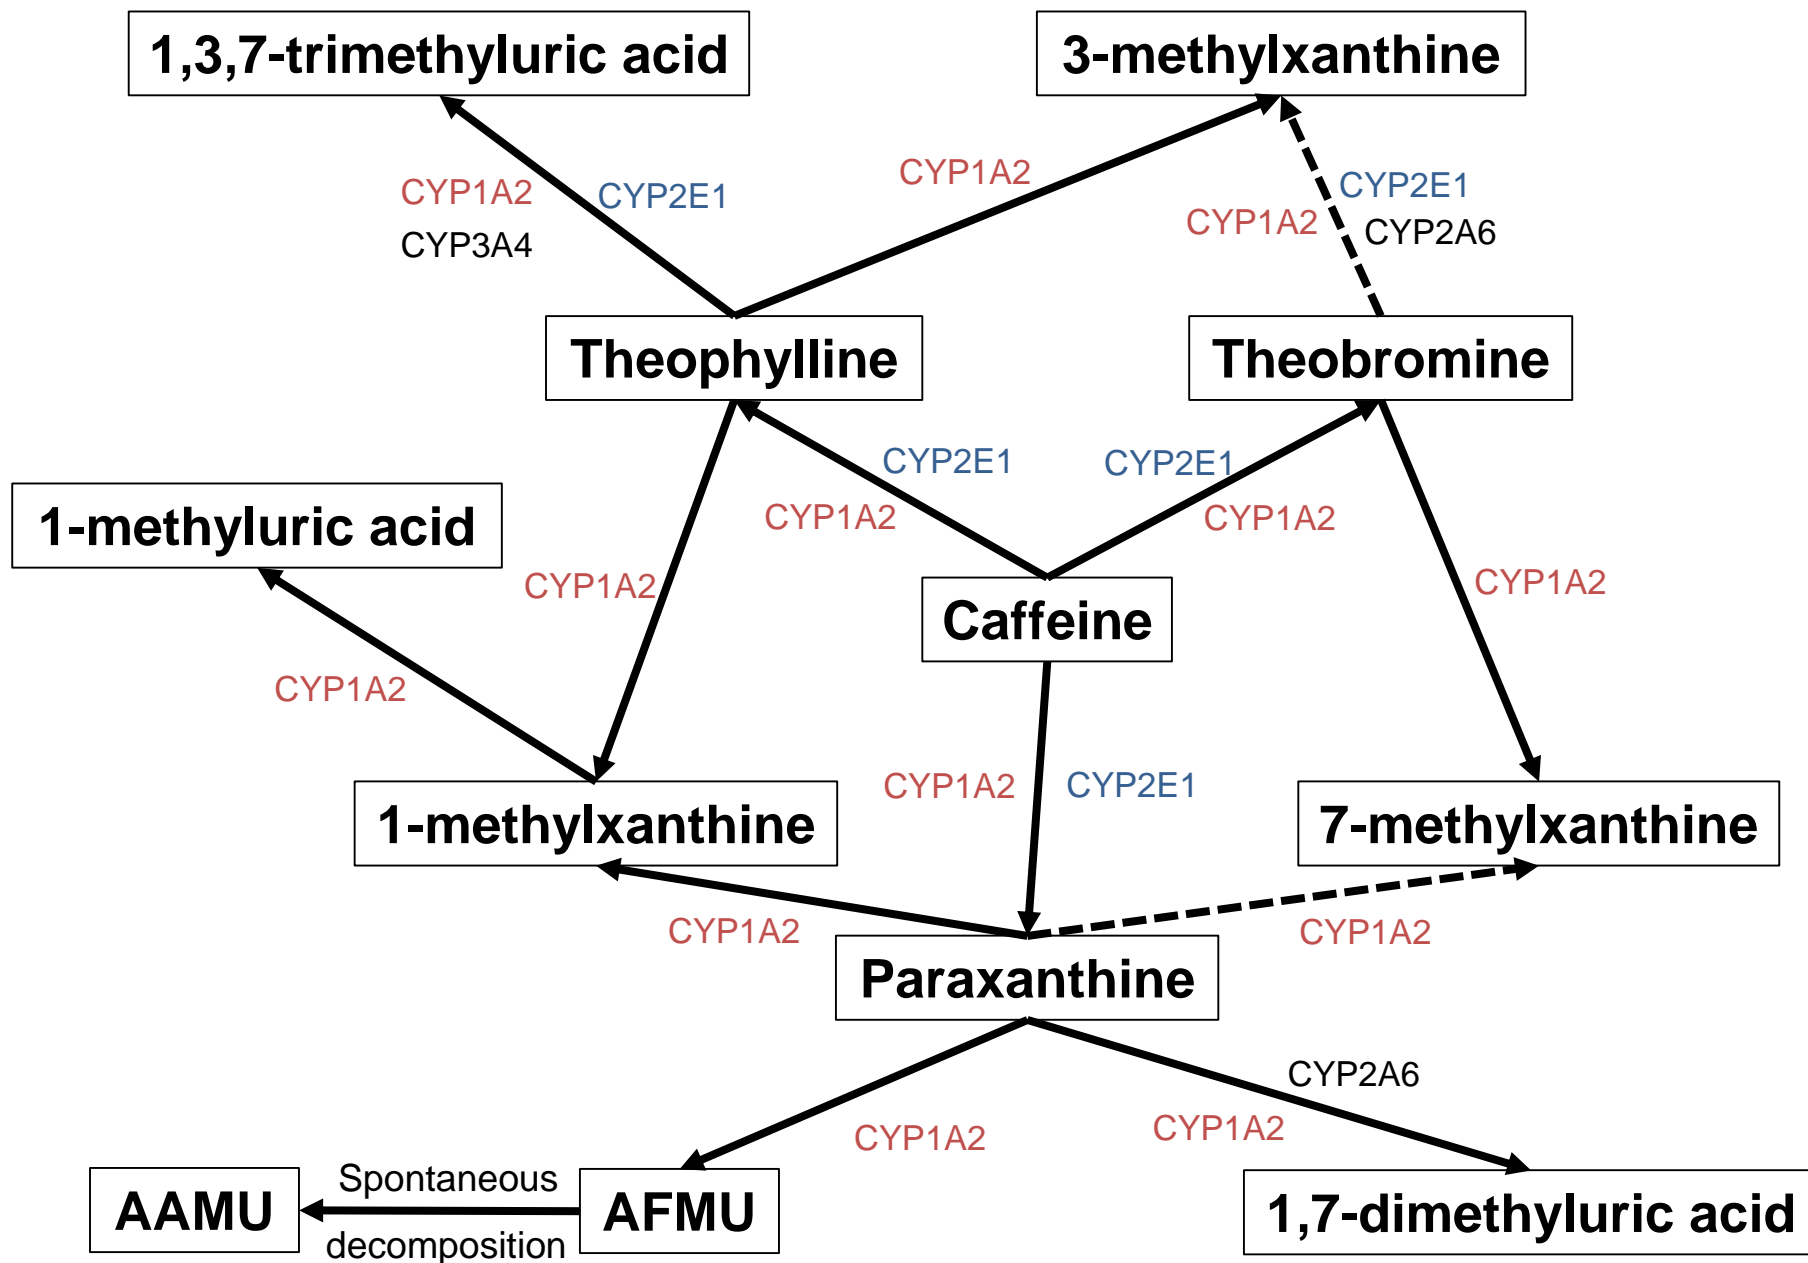 1,3,7-trimethyluric acid
3-methylxanthine
CYP1A2
CYP2E1
CYP3A4
CYP1A2
CYP2E1
CYP1A2
CYP2A6
Theophylline
Theobromine
CYP2E1
CYP2E1
CYP1A2
CYP1A2
1-methyluric acid
CYP1A2
CYP1A2
Caffeine
CYP1A2
CYP1A2
CYP2E1
1-methylxanthine
7-methylxanthine
CYP1A2
CYP1A2
Paraxanthine
CYP2A6
CYP1A2
CYP1A2
AAMU
Spontaneous
decomposition
AFMU
1,7-dimethyluric acid